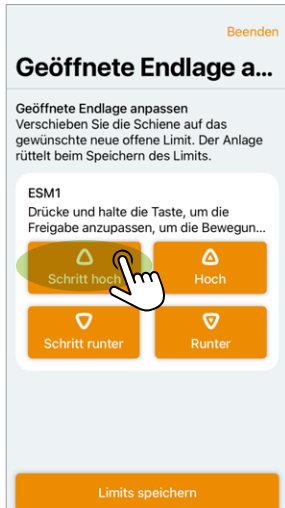 Beenden
Geöffnete Endlage a...
Geöffnete Endlage anpassen
Verschieben Sie die Schiene auf das
gewünschte neue offene Limit. Der Anlage
rüttelt beim Speichern des Limits.
ESM1
Drücke und halte die Taste, um die
Freigabe anzupassen, um die Bewegun...
Schritt hoch
Hoch
Schritt runter
Runter
Limits speichern